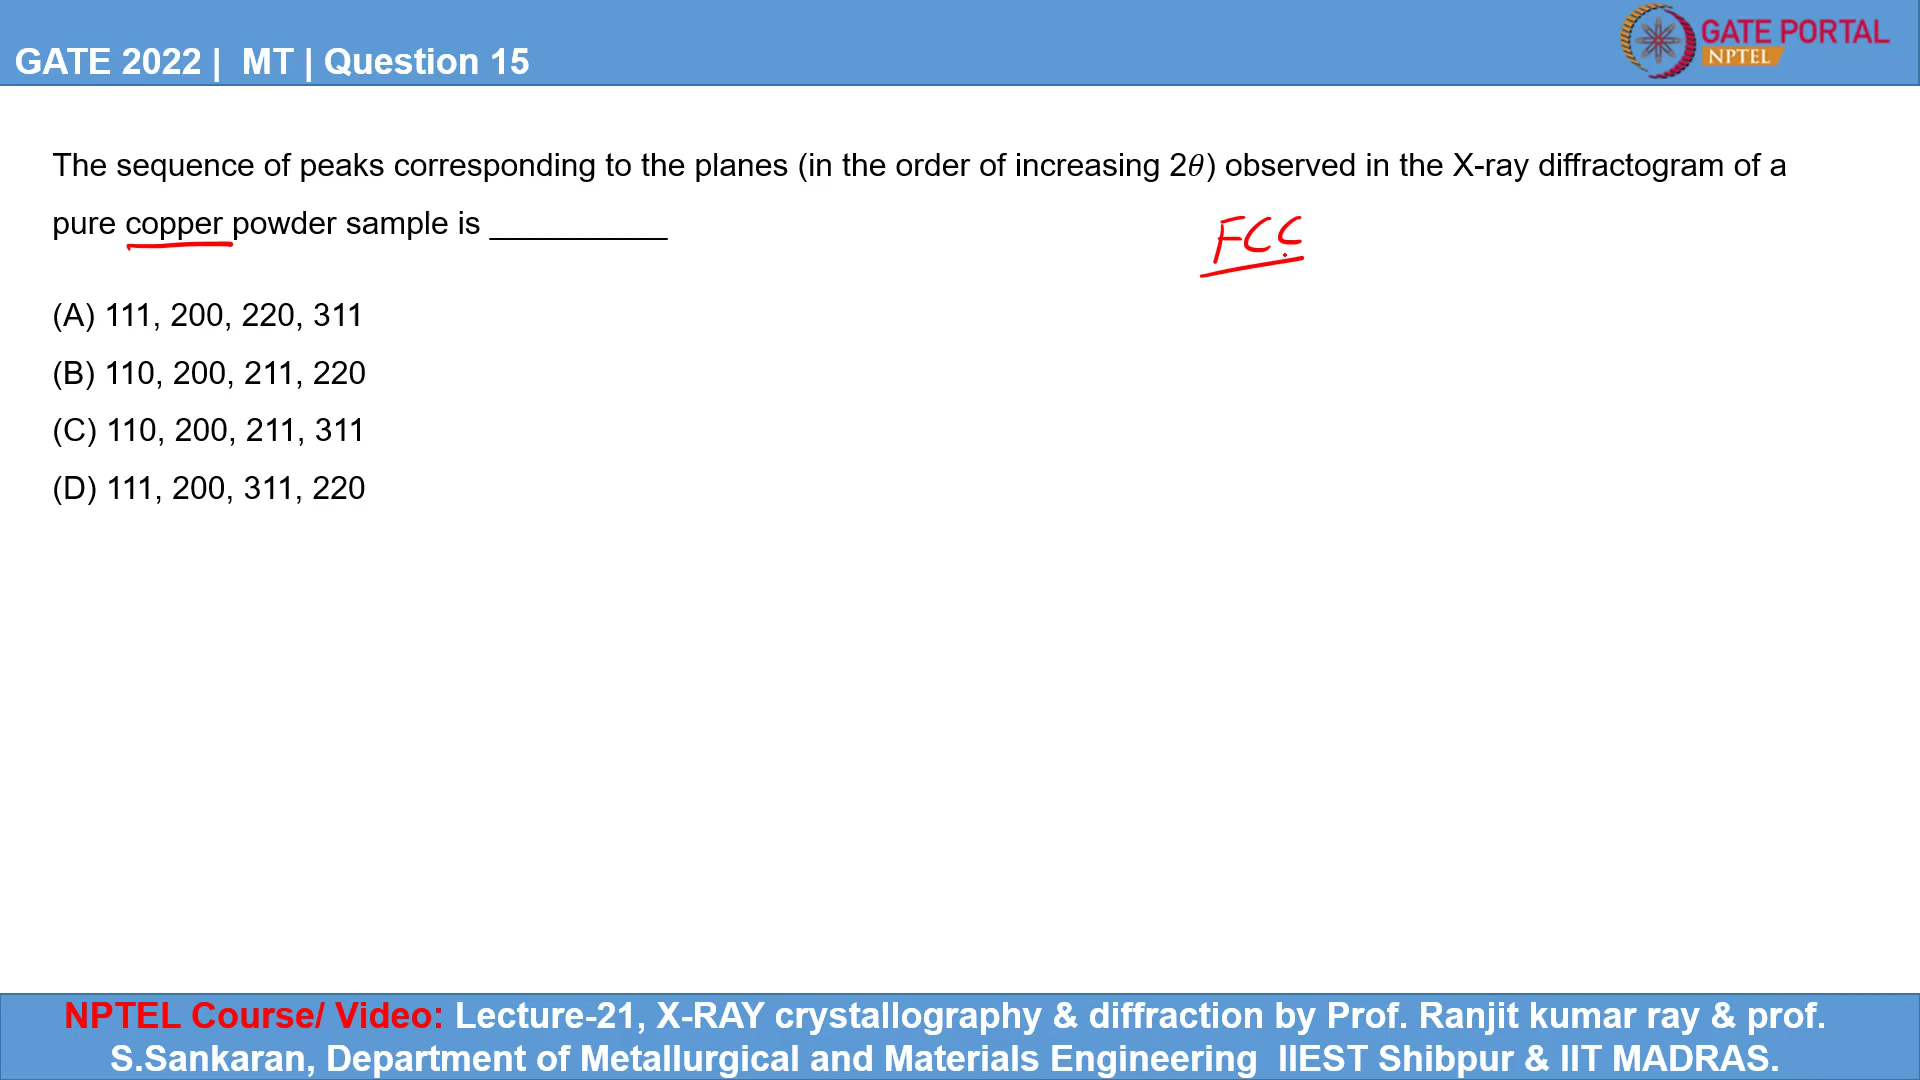 GATE 2022 | MT | Question 15
GATE PORTAL
NPTEL
The sequence of peaks corresponding to the planes (in the order of increasing 2θ) observed in the X-ray diffractogram of a
pure copper powder sample is ___________
FCC
(A) 111, 200, 220, 311
(B) 110, 200, 211, 220
(C) 110, 200, 211, 311
(D) 111, 200, 311, 220
NPTEL Course/ Video: Lecture-21, X-RAY crystallography & diffraction by Prof. Ranjit kumar ray & prof.
S.Sankaran, Department of Metallurgical and Materials Engineering IIEST Shibpur & IIT MADRAS.